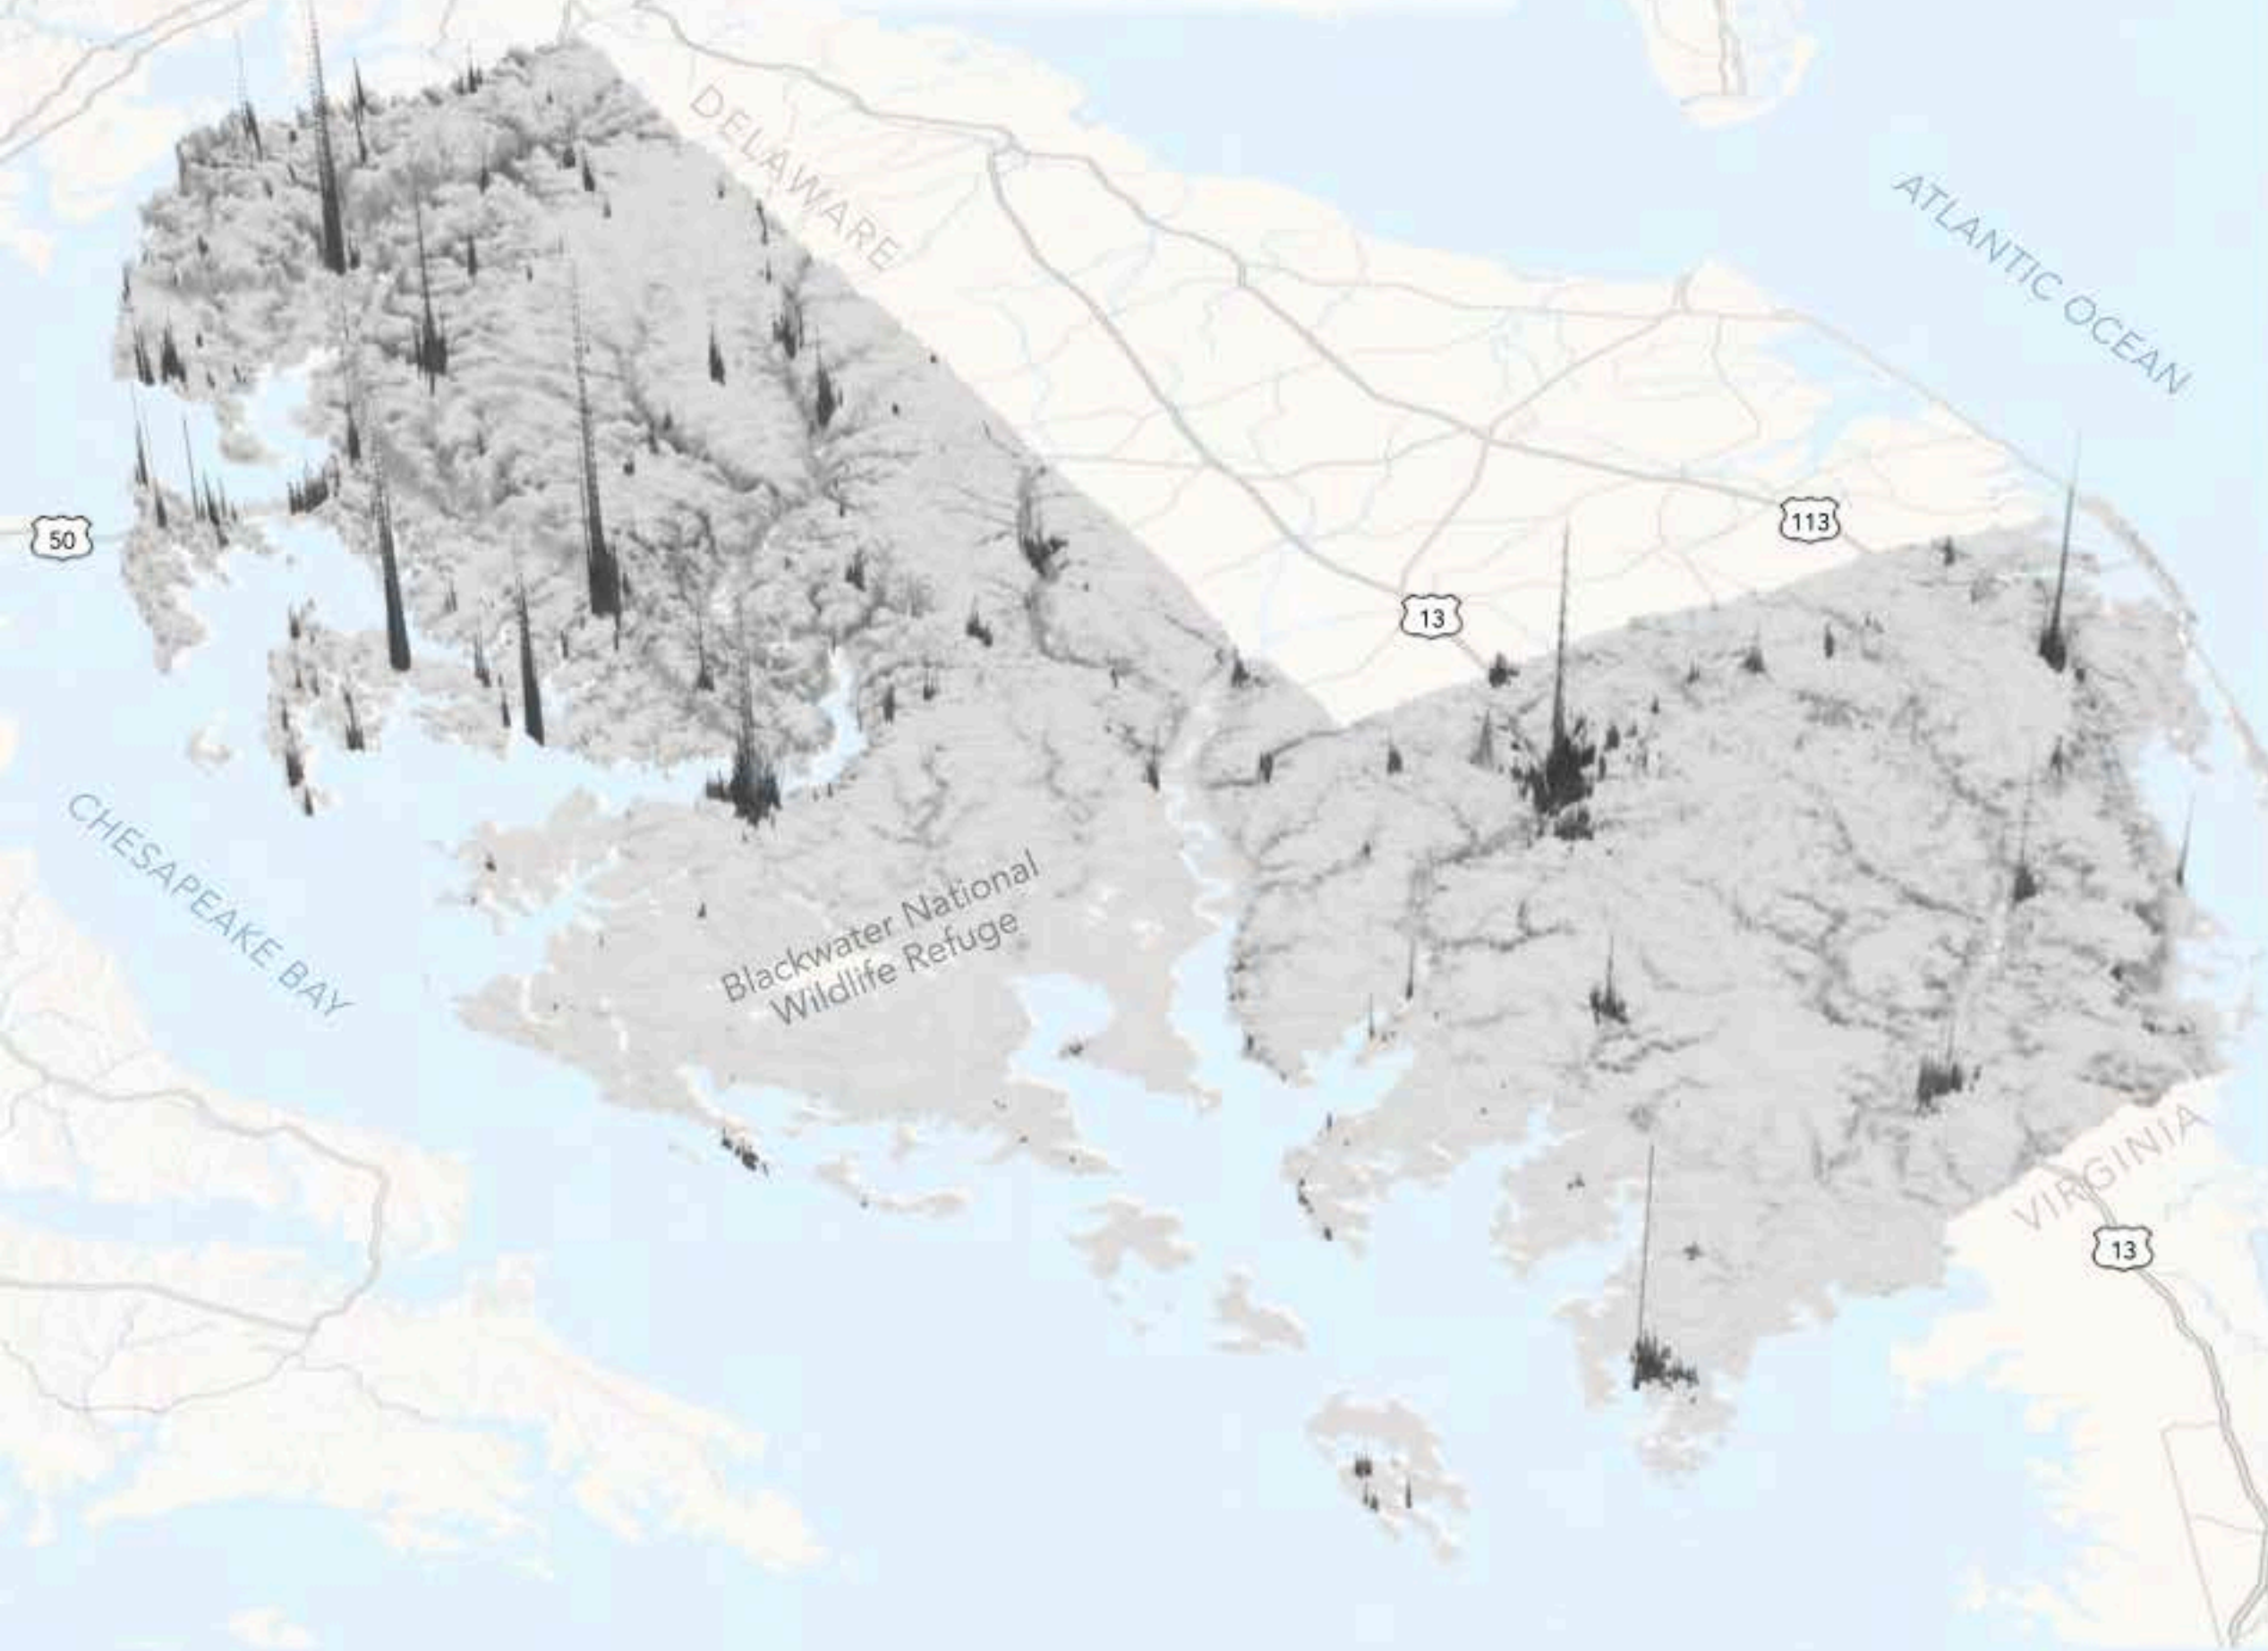 DELAWARE
ATLANTIC OCEAN
50
113
13
CHESAPEAKE BAY
Blackwater National
Wildlife Refuge
VIRGINIA
13